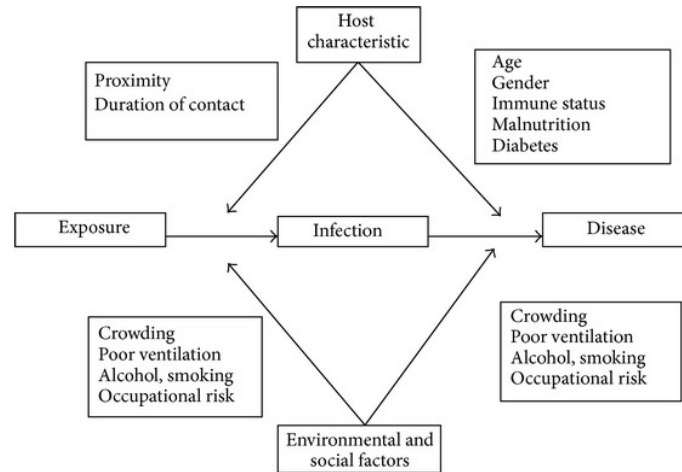 Host
characteristic
Proximity
Duration of contact
Age
Gender
Immune status
Malnutrition
Diabetes
Exposure
Infection
Disease
Crowding
Poor ventilation
Alcohol, smoking
Occupational risk
Crowding
Poor ventilation
Alcohol, smoking
Occupational risk
Environmental and
social factors